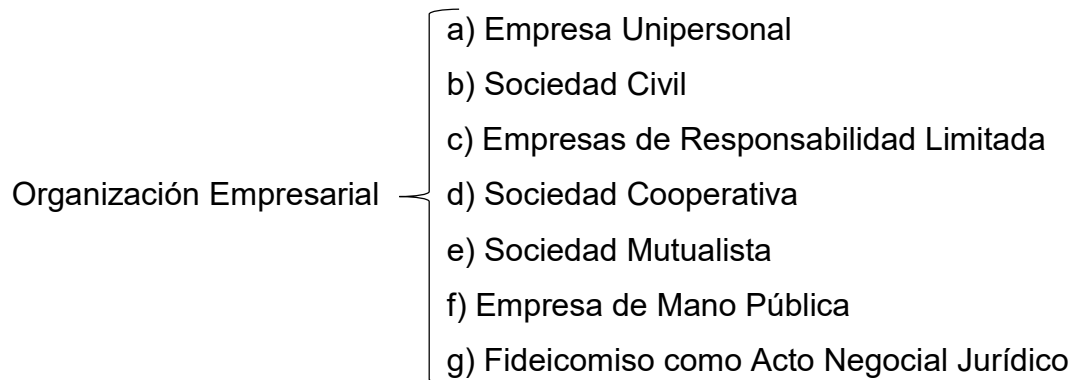 a) Empresa Unipersonal
b) Sociedad Civil
c) Empresas de Responsabilidad Limitada
Organización Empresarial
d) Sociedad Cooperativa
e) Sociedad Mutualista
f) Empresa de Mano Pública
g) Fideicomiso como Acto Negocial Jurídico